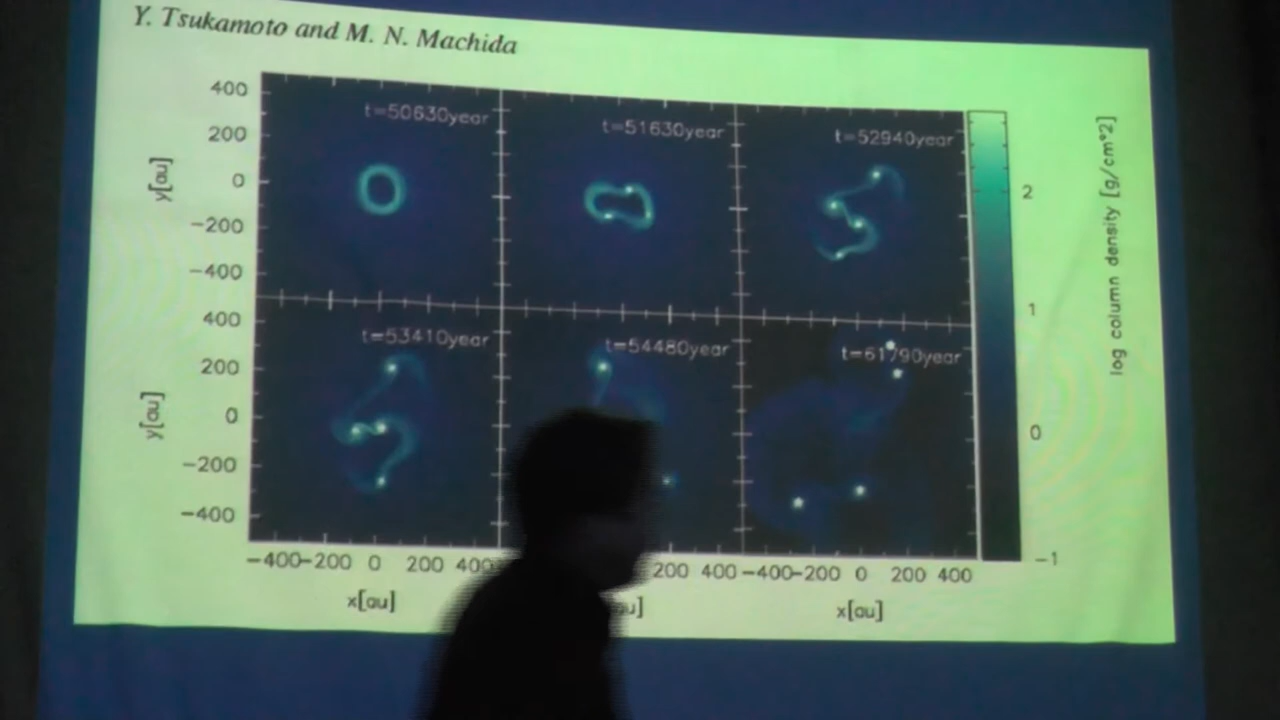 Y. Tsukamoto and M. N. Machida
t=50630year
t=51630year
t=52940year
400
200
0
−200
−400
y[au]
t=53410year
t=54480year
t=61790year
400
200
0
−200
−400
y[au]
−400 −200 0 200 400
200 400
−400 −200 0 200 400
x[au]
x[au]
2
1
0
−1
log column density [g/cm^2]